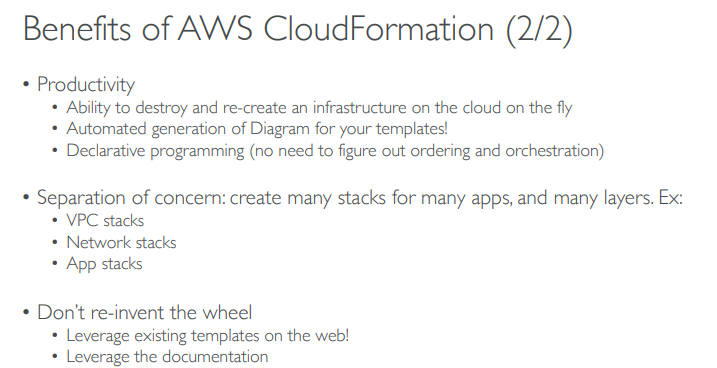 Benefits of AWS CloudFormation (2/2)
• Productivity
• Ability to destroy and re-create an infrastructure on the cloud on the fly
• Automated generation of Diagram for your templates!
• Declarative programming (no need to figure out ordering and orchestration)
• Separation of concern: create many stacks for many apps, and many layers. Ex:
• VPC stacks
• Network stacks
• App stacks
• Don't re-invent the wheel
• Leverage existing templates on the web!
• Leverage the documentation